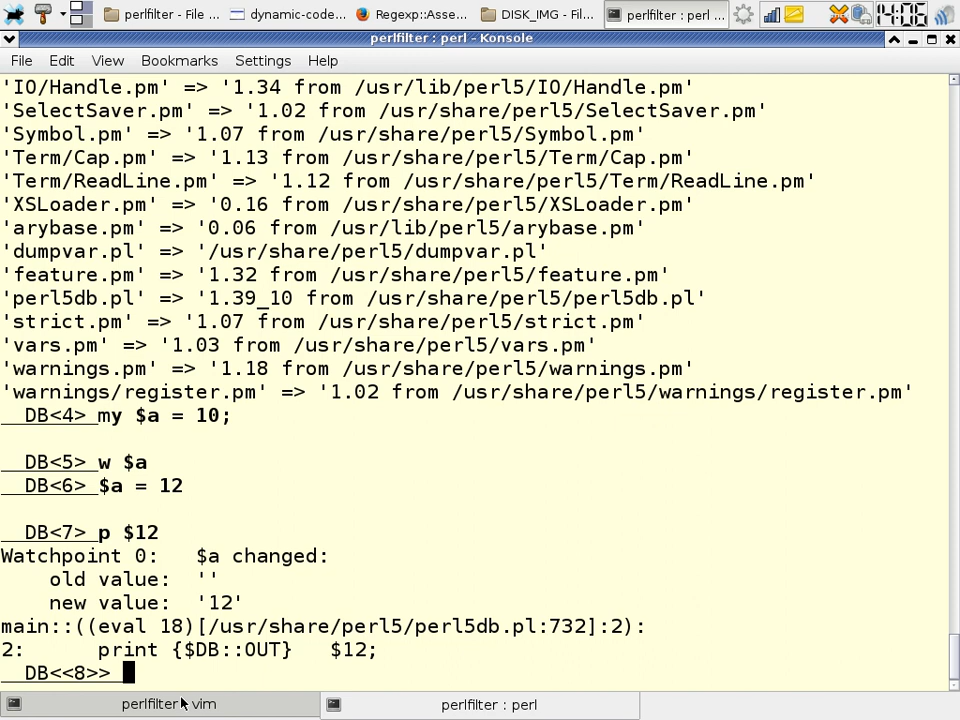 perlfilter - File ...
dynamic-code...
Regexp::Asse...
DISK_IMG - Fil...
perlfilter : perl ...
14:06
perlfilter : perl - Konsole
File Edit View Bookmarks Settings Help
'IO/Handle.pm' => '1.34 from /usr/lib/perl5/IO/Handle.pm'
'SelectSaver.pm' => '1.02 from /usr/share/perl5/SelectSaver.pm'
'Symbol.pm' => '1.07 from /usr/share/perl5/Symbol.pm'
'Term/Cap.pm' => '1.13 from /usr/share/perl5/Term/Cap.pm'
'Term/ReadLine.pm' => '1.12 from /usr/share/perl5/Term/ReadLine.pm'
'XSLoader.pm' => '0.16 from /usr/share/perl5/XSLoader.pm'
'arybase.pm' => '0.06 from /usr/lib/perl5/arybase.pm'
'dumpvar.pl' => '/usr/share/perl5/dumpvar.pl'
'feature.pm' => '1.32 from /usr/share/perl5/feature.pm'
'perl5db.pl' => '1.39_10 from /usr/share/perl5/perl5db.pl'
'strict.pm' => '1.07 from /usr/share/perl5/strict.pm'
'vars.pm' => '1.03 from /usr/share/perl5/vars.pm'
'warnings.pm' => '1.18 from /usr/share/perl5/warnings.pm'
'warnings/register.pm' => '1.02 from /usr/share/perl5/warnings/register.pm'
DB<4> my $a = 10;
DB<5> w $a
DB<6> $a = 12
DB<7> p $12
Watchpoint 0: $a changed:
old value: ''
new value: '12'
main::((eval 18)[/usr/share/perl5/perl5db.pl:732]:2):
2: print {$DB::OUT} $12;
DB<<8>>
perlfilter : vim
perlfilter : perl